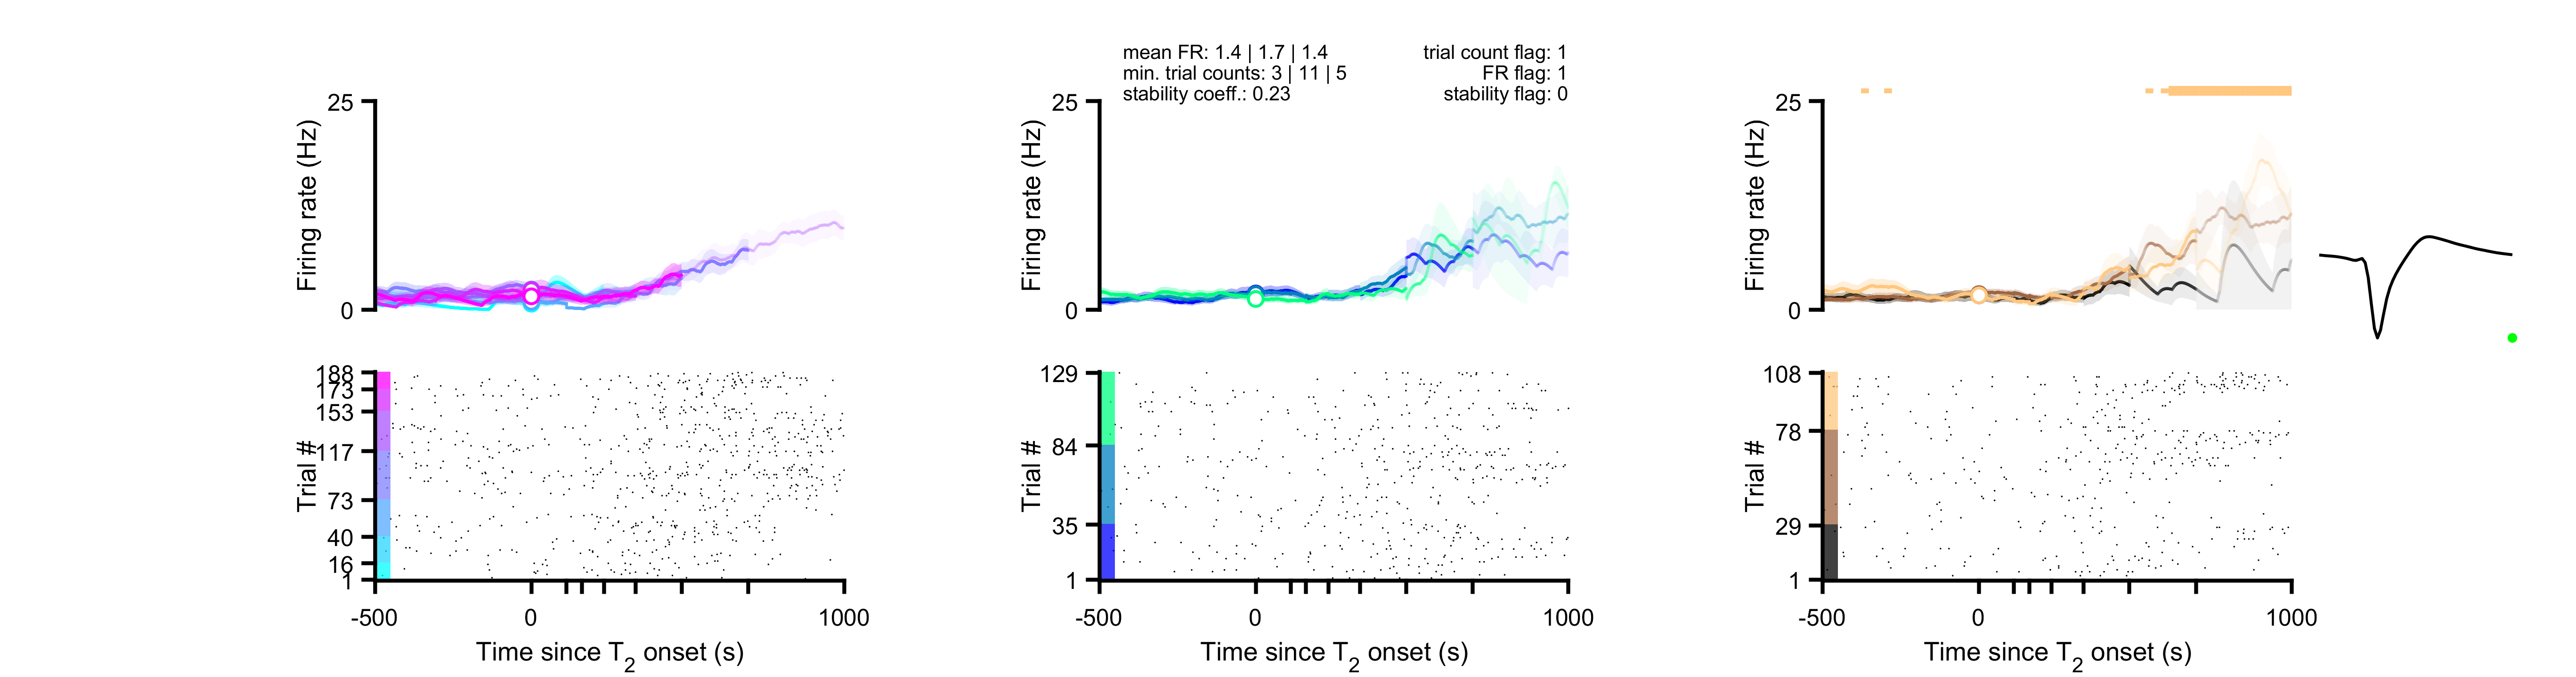 mean FR: 1.4 | 1.7 | 1.4
min. trial counts: 3 | 11 | 5
stability coeff.: 0.23
trial count flag: 1
FR flag: 1
stability flag: 0
25
Firing rate (Hz)
0
25
Firing rate (Hz)
0
25
Firing rate (Hz)
0
188
173
153
117
73
40
16
1
Trial #
-500
0
1000
Time since T2 onset (s)
129
84
35
1
Trial #
-500
0
1000
Time since T2 onset (s)
108
78
29
1
Trial #
-500
0
1000
Time since T2 onset (s)